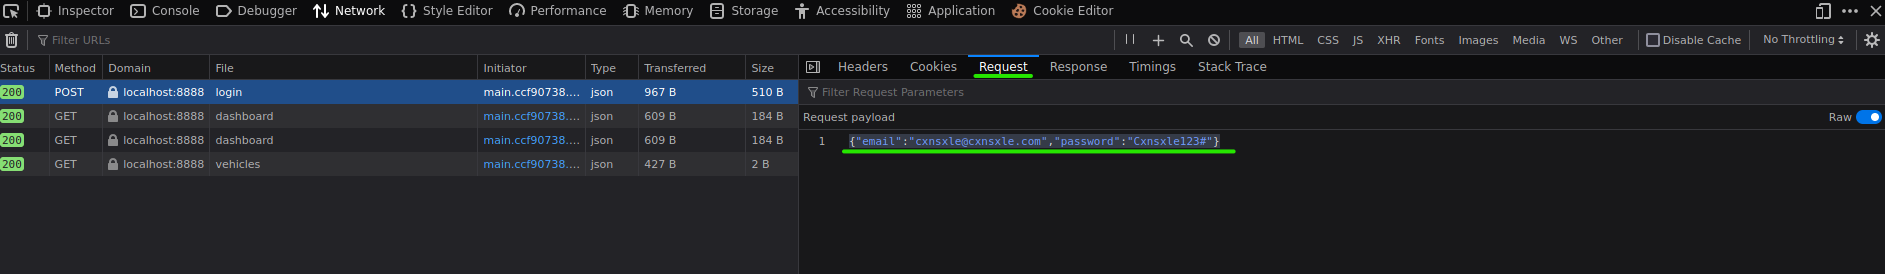 Inspector Console Debugger Network Style Editor Performance Memory Storage Accessibility Application Cookie Editor
Filter URLs All HTML CSS JS XHR Fonts Images Media WS Other Disable Cache No Throttling
Status Method Domain File Initiator Type Transferred Size
200 POST localhost:8888 login main.ccf90738.... json 967 B 510 B
200 GET localhost:8888 dashboard main.ccf90738.... json 609 B 184 B
200 GET localhost:8888 dashboard main.ccf90738.... json 609 B 184 B
200 GET localhost:8888 vehicles main.ccf90738.... json 427 B 2 B
Headers Cookies Request Response Timings Stack Trace
Filter Request Parameters
Request payload Raw
1 {"email":"cxnsxle@cxnsxle.com","password":"Cxnsxle123#"}